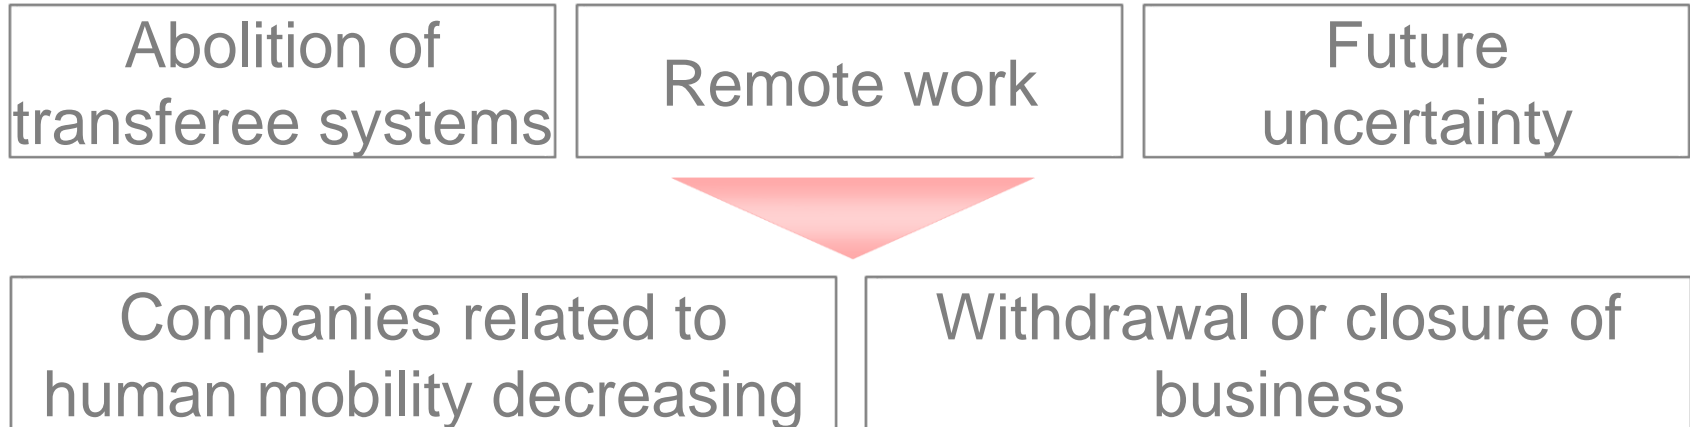 Abolition of
transferee systems
Remote work
Future
uncertainty
Companies related to
human mobility decreasing
Withdrawal or closure of
business